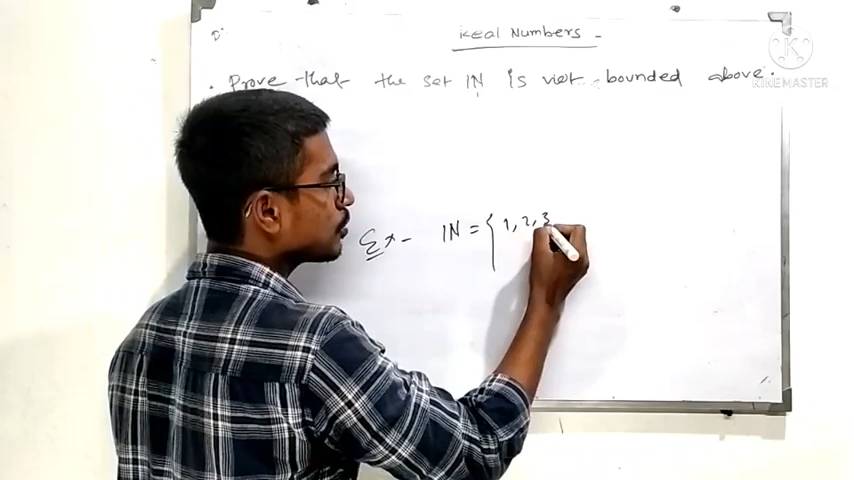 Real Numbers -
. Prove that the set IN is not bounded above.
KINEMASTER
Ex - IN = { 1, 2, 3